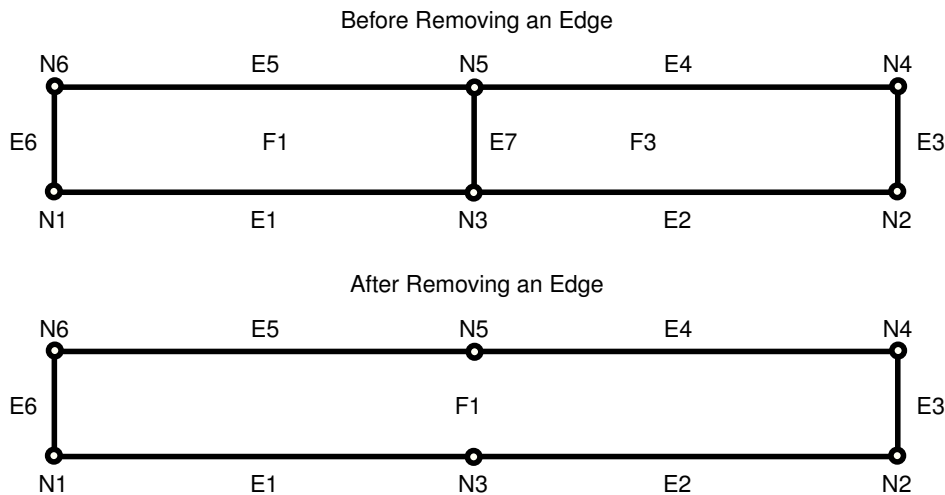 Before Removing an Edge
N6 E5 N5 E4 N4
E6 F1 E7 F3 E3
N1 E1 N3 E2 N2
After Removing an Edge
N6 E5 N5 E4 N4
E6 F1 E3
N1 E1 N3 E2 N2